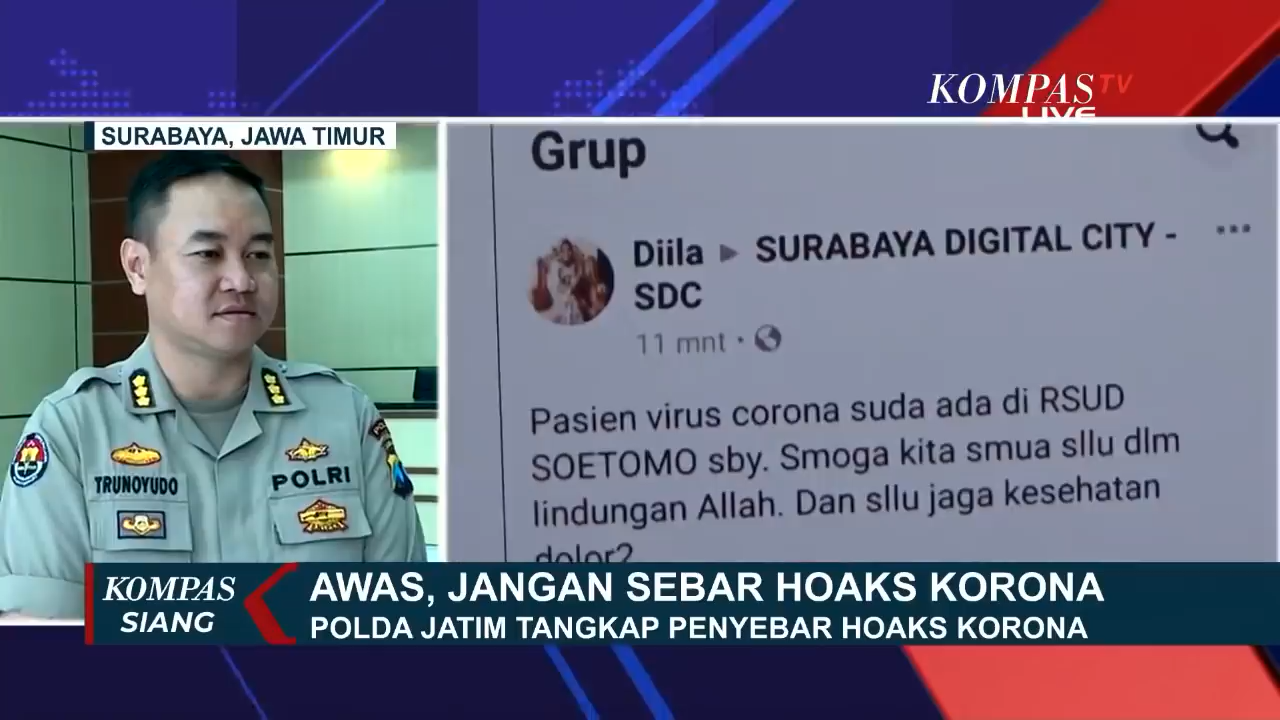 KOMPAS TV
LIVE
SURABAYA, JAWA TIMUR
TRUNOYUDO
POLRI
Grup
Diila ▸ SURABAYA DIGITAL CITY -
SDC
11 mnt ·
Pasien virus corona suda ada di RSUD
SOETOMO sby. Smoga kita smua sllu dlm
lindungan Allah. Dan sllu jaga kesehatan
dolor?
KOMPAS
SIANG
AWAS, JANGAN SEBAR HOAKS KORONA
POLDA JATIM TANGKAP PENYEBAR HOAKS KORONA